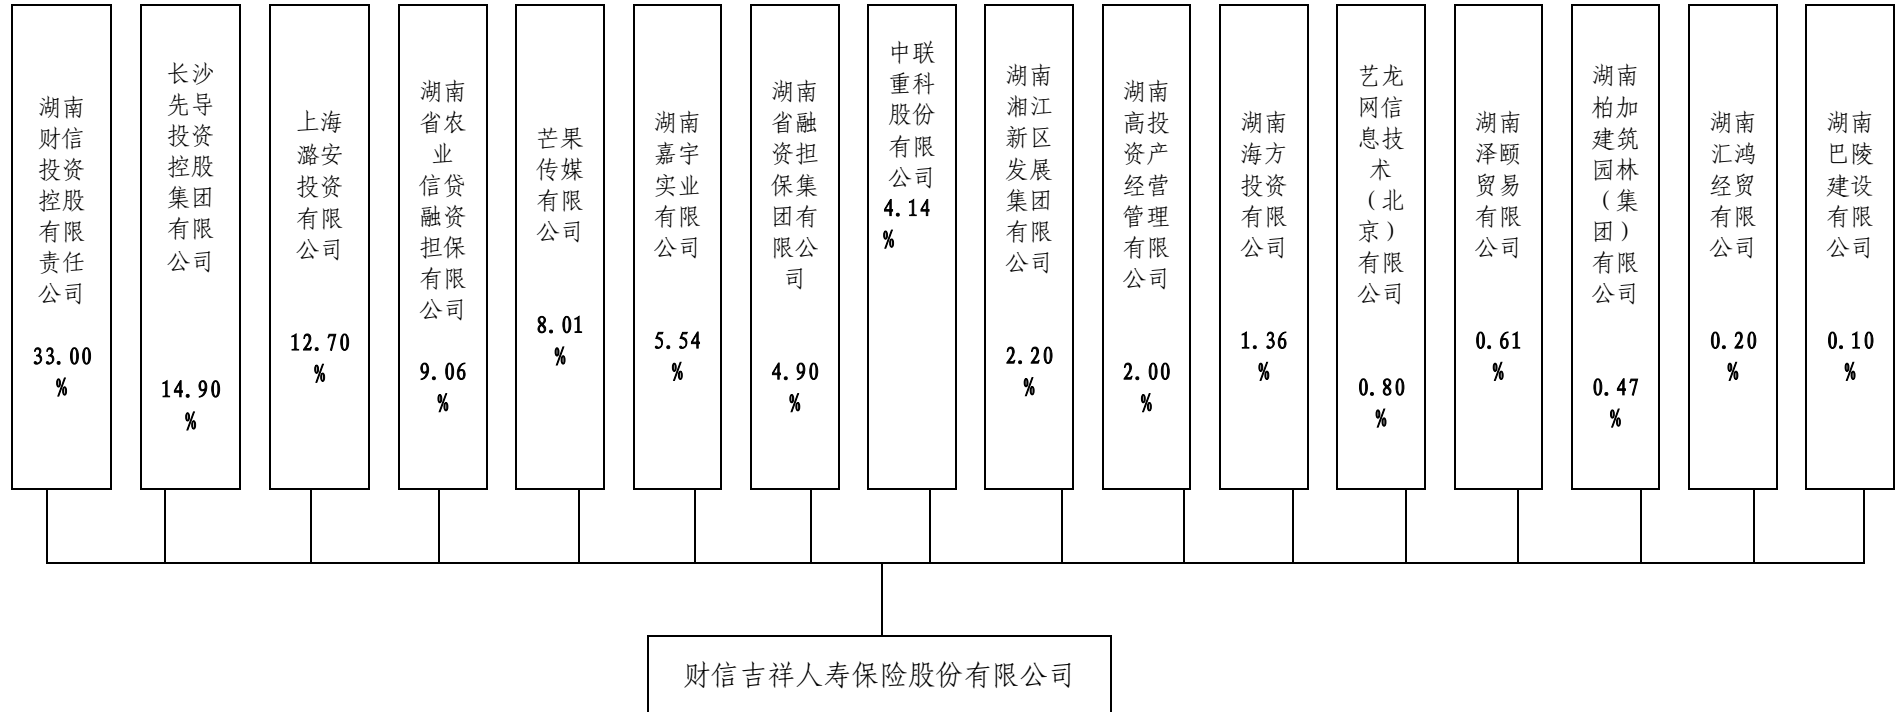 湖南
财信
投资
控股
有限
责任
公司
33.00
%
长沙
先导
投资
控股
集团
有限
公司
14.90
%
上海
潞安
投资
有限
公司
12.70
%
湖南
省农
业
信贷
融资
担保
有限
公司
9.06
%
芒果
传媒
有限
公司
8.01
%
湖南
嘉宇
实业
有限
公司
5.54
%
湖南
省融
资担
保集
团有
限公
司
4.90
%
中联
重科
股份
有限
公司
4.14
%
湖南
湘江
新区
发展
集团
有限
公司
2.20
%
湖南
高投
资产
经营
管理
有限
公司
2.00
%
湖南
海方
投资
有限
公司
1.36
%
艺龙
网信
息技
术
（北
京）
有限
公司
0.80
%
湖南
泽颐
贸易
有限
公司
0.61
%
湖南
柏加
建筑
园林
（集
团）
有限
公司
0.47
%
湖南
汇鸿
经贸
有限
公司
0.20
%
湖南
巴陵
建设
有限
公司
0.10
%
财信吉祥人寿保险股份有限公司